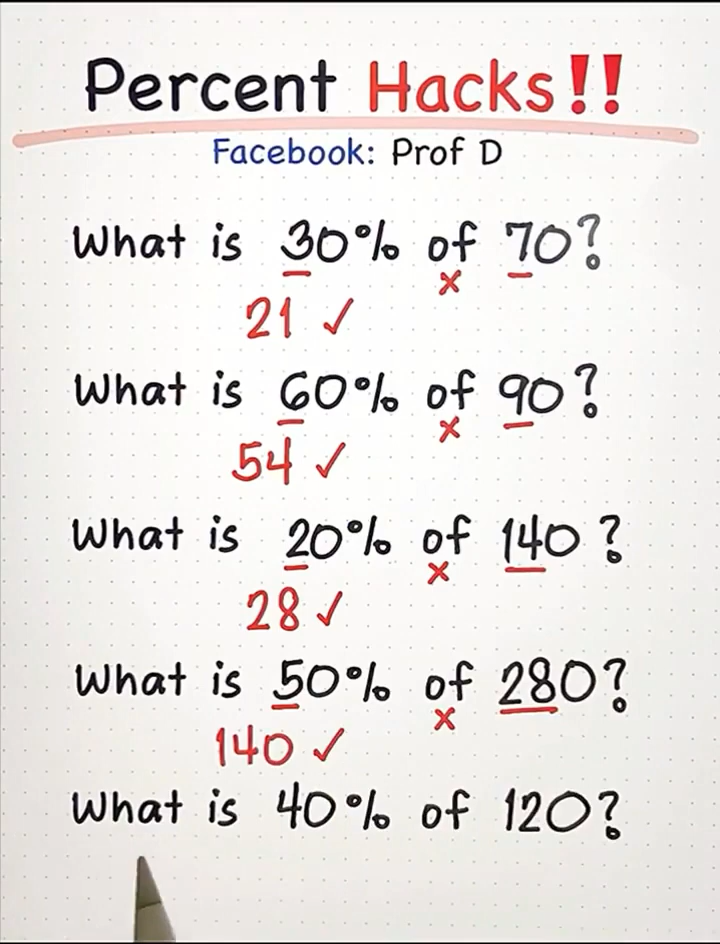 Percent Hacks!!
Facebook: Prof D
What is 30% of 70?
x
21 ✓
What is 60% of 90?
x
54 ✓
What is 20% of 140?
x
28 ✓
What is 50% of 280?
x
140 ✓
What is 40% of 120?